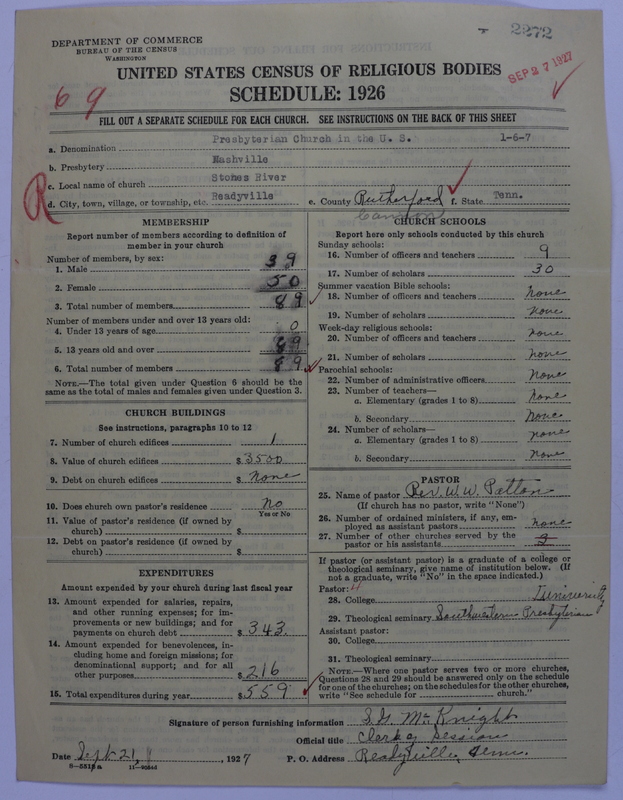 2272
DEPARTMENT OF COMMERCE
BUREAU OF THE CENSUS
WASHINGTON
SEP 27 1927
UNITED STATES CENSUS OF RELIGIOUS BODIES
SCHEDULE: 1926
69
FILL OUT A SEPARATE SCHEDULE FOR EACH CHURCH. SEE INSTRUCTIONS ON THE BACK OF THIS SHEET
a. Denomination Presbyterian Church in the U. S. 1-6-7
b. Presbytery Nashville
R
c. Local name of church Stones River
d. City, town, village, or township, etc. Readyville e. County Rutherford f. State Tenn.
Cannon
MEMBERSHIP
Report number of members according to definition of
member in your church
Number of members, by sex:
1. Male 39
2. Female 50
3. Total number of members 89
Number of members under and over 13 years old:
4. Under 13 years of age 0
5. 13 years old and over 89
6. Total number of members 89
NOTE.—The total given under Question 6 should be the
same as the total of males and females given under Question 3.
CHURCH BUILDINGS
See instructions, paragraphs 10 to 12
7. Number of church edifices 1
8. Value of church edifices $ 3500
9. Debt on church edifices $ None
10. Does church own pastor's residence No
Yes or No
11. Value of pastor's residence (if owned by
church) $
12. Debt on pastor's residence (if owned by
church) $
EXPENDITURES
Amount expended by your church during last fiscal year
13. Amount expended for salaries, repairs,
and other running expenses; for im-
provements or new buildings; and for
payments on church debt $ 343.
14. Amount expended for benevolences, in-
cluding home and foreign missions; for
denominational support; and for all
other purposes $ 216
15. Total expenditures during year $ 559
CHURCH SCHOOLS
Report here only schools conducted by this church
Sunday schools:
16. Number of officers and teachers 9
17. Number of scholars 30
Summer vacation Bible schools:
18. Number of officers and teachers none
19. Number of scholars none
Week-day religious schools:
20. Number of officers and teachers none
21. Number of scholars none
Parochial schools:
22. Number of administrative officers none
23. Number of teachers—
a. Elementary (grades 1 to 8) none
b. Secondary none
24. Number of scholars—
a. Elementary (grades 1 to 8) none
b. Secondary none
PASTOR
25. Name of pastor Rev. W. W. Patton
(If church has no pastor, write "None")
26. Number of ordained ministers, if any, em-
ployed as assistant pastors none
27. Number of other churches served by the
pastor or his assistants
If pastor (or assistant pastor) is a graduate of a college or
theological seminary, give name of institution below. (If
not a graduate, write "No" in the space indicated.)
Pastor:
28. College University
29. Theological seminary Southwestern Presbyterian
Assistant pastor:
30. College
31. Theological seminary
NOTE.—Where one pastor serves two or more churches,
Questions 28 and 29 should be answered only on the schedule
for one of the churches; on the schedules for the other churches,
write "See schedule for church."
Signature of person furnishing information S. H. McKnight
Official title Clerk of Session
Date Sept 21, 1927 P. O. Address Readyville, Tenn.
8-5513a